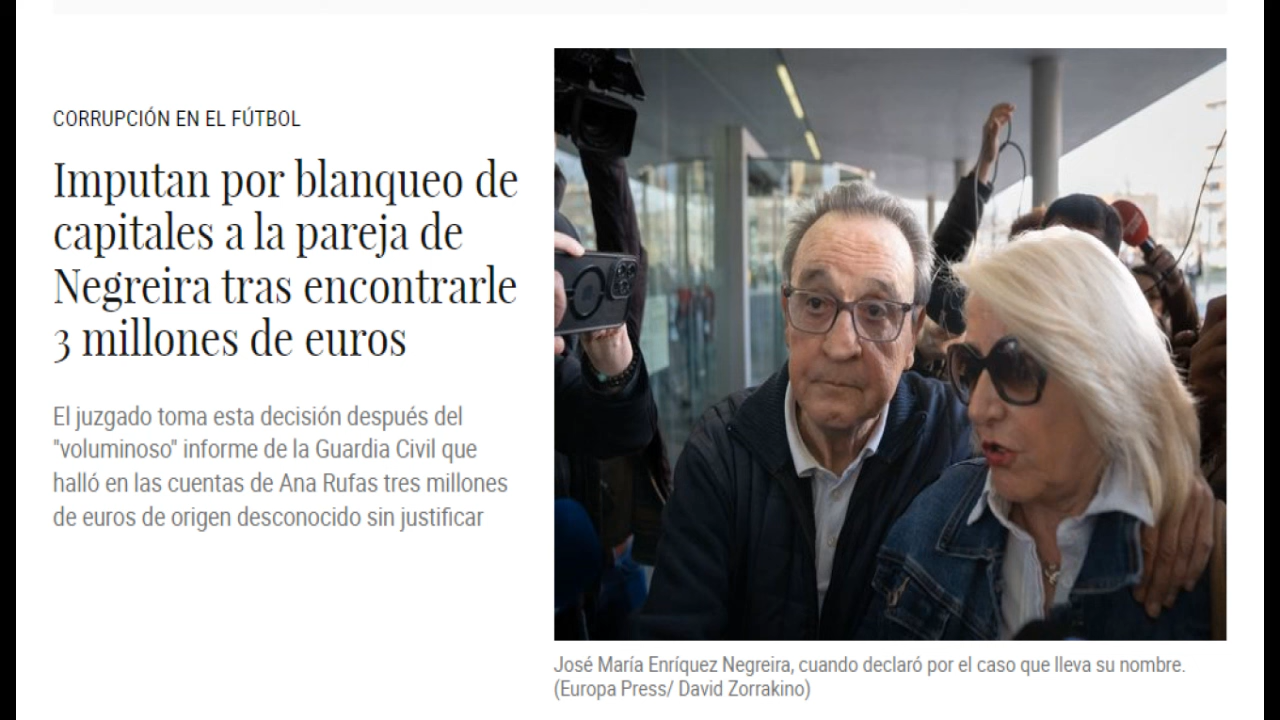 CORRUPCIÓN EN EL FÚTBOL
Imputan por blanqueo de
capitales a la pareja de
Negreira tras encontrarle
3 millones de euros
El juzgado toma esta decisión después del
"voluminoso" informe de la Guardia Civil que
halló en las cuentas de Ana Rufas tres millones
de euros de origen desconocido sin justificar
José María Enríquez Negreira, cuando declaró por el caso que lleva su nombre.
(Europa Press/ David Zorrakino)